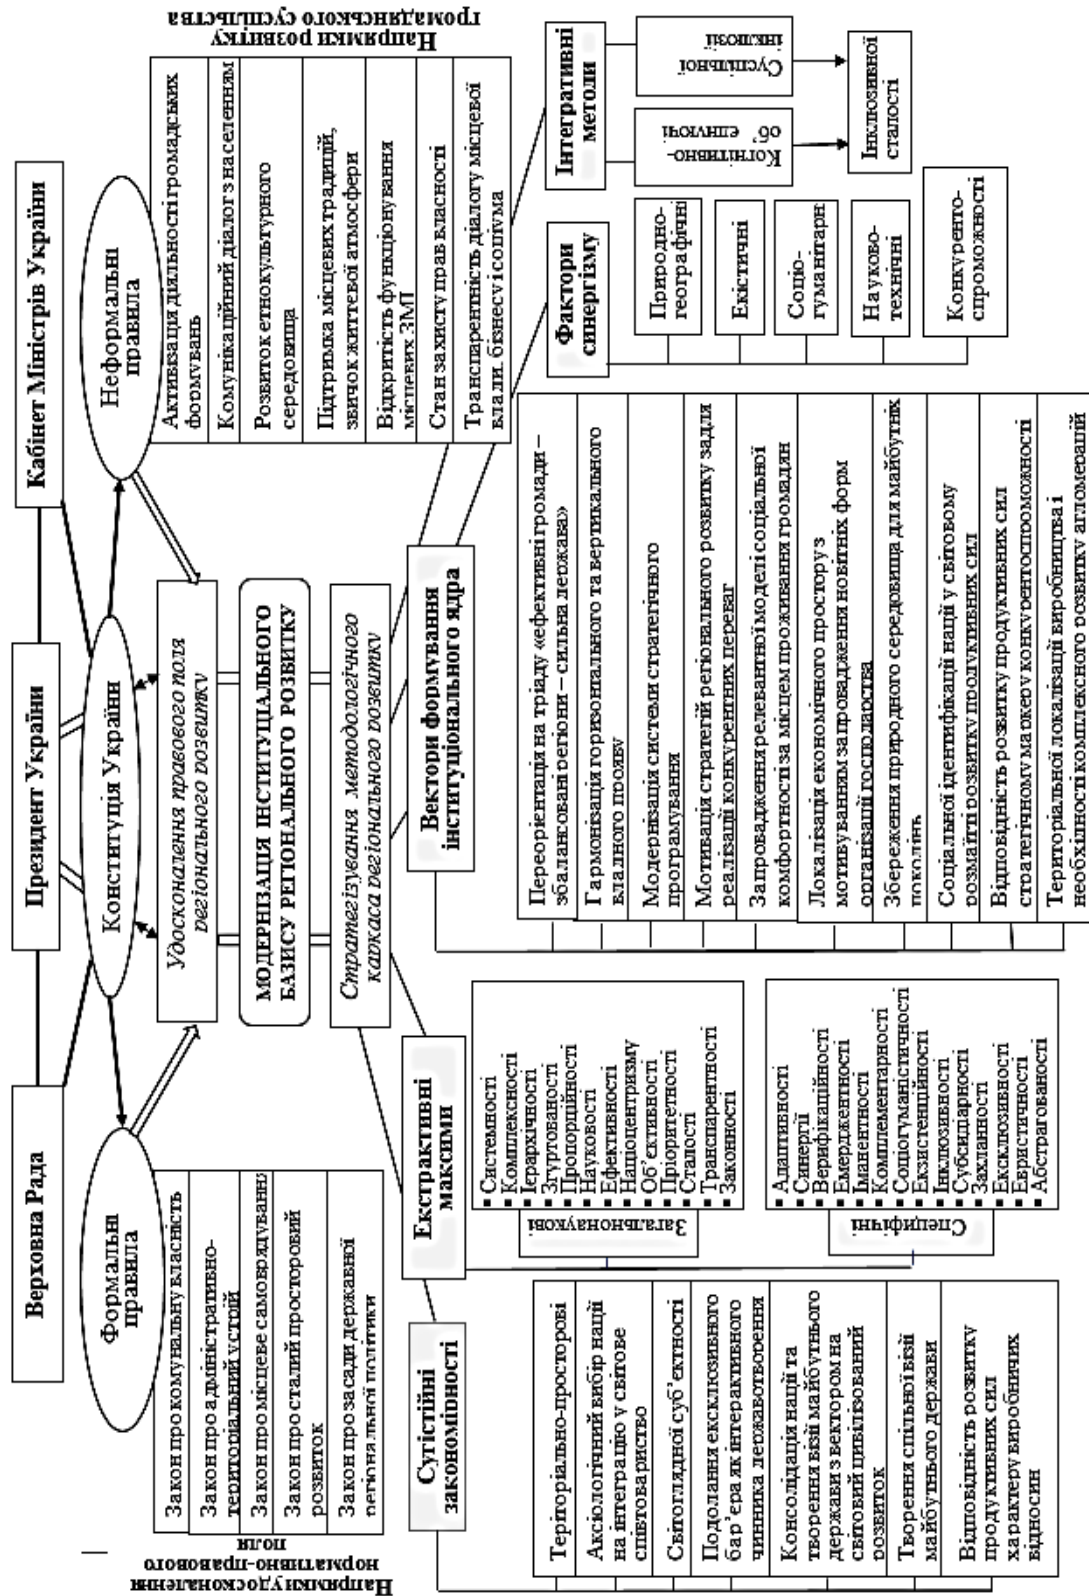 Верховна Рада
Президент України
Кабінет Міністрів України
Формальні
правила
Конституція України
Неформальні
правила
Напрямки удосконалення
нормативно-правового
поля
Закон про комунальну власність
Закон про адміністративно-
територіальний устрій
Закон про місцеве самоврядування
Закон про сталий просторовий
розвиток
Закон про засади державної
регіональної політики
Удосконалення правового поля
регіонального розвитку
МОДЕРНІЗАЦІЯ ІНСТИТУЦІАЛЬНОГО
БАЗИСУ РЕГІОНАЛЬНОГО РОЗВИТКУ
Стратегізування методологічного
каркаса регіонального розвитку
Напрямки розвитку
громадянського суспільства
Активізація діяльності громадських
формувань
Комунікаційний діалог з населенням
Розвиток етнокультурного
середовища
Підтримка місцевих традицій,
звичок життєвої атмосфери
Відкритість функціонування
місцевих ЗМІ
Стан захисту прав власності
Транспарентність діалогу місцевої
влади, бізнесу і соціума
Сутістійні
закономірності
Територіально-просторові
Аксіологічний вибір нації
на інтеграцію у світове
співтовариство
Світоглядної суб’єктності
Подолання ексклюзивного
бар’єра як інтерактивного
чинника державотворення
Консолідація нації та
творення візії майбутнього
держави з вектором на
світовий цивілізований
розвиток
Творення спільної візії
майбутнього держави
Відповідність розвитку
продуктивних сил
характеру виробничих
відносин
Екстрактивні
максими
Загальнонаукові
▪ Системності
▪ Комплексності
▪ Ієрархічності
▪ Згуртованості
▪ Пропорційності
▪ Науковості
▪ Ефективності
▪ Націоцентризму
▪ Об’єктивності
▪ Пріоритетності
▪ Сталості
▪ Транспарентності
▪ Законності
Специфічні
▪ Адаптивності
▪ Синергії
▪ Верифікаційності
▪ Емерджентності
▪ Іманентності
▪ Комплементарності
▪ Соціогуманістичності
▪ Екзистенційності
▪ Інклюзивності
▪ Субсидіарності
▪ Захланності
▪ Ексклюзивності
▪ Евристичності
▪ Абстрагованості
Вектори формування
інституціонального ядра
Переорієнтація на тріаду «ефективні громади –
збалансовані регіони – сильна держава»
Гармонізація горизонтального та вертикального
владного прояву
Модернізація системи стратегічного
програмування
Мотивація стратегій регіонального розвитку задля
реалізації конкурентних переваг
Запровадження релевантної моделі соціальної
комфортності за місцем проживання громадян
Локалізація економічного простору з
мотивуванням запровадження новітніх форм
організації господарства
Збереження природного середовища для майбутніх
поколінь
Соціальної ідентифікації нації у світовому
розмаїтті розвитку продуктивних сил
Відповідність розвитку продуктивних сил
стратегічному маркеру конкурентоспроможності
Територіальної локалізації виробництва і
необхідності комплексного розвитку агломерацій
Фактори
синергізму
Природно-
географічні
Екістичні
Соціо-
гуманітарні
Науково-
технічні
Конкуренто-
спроможності
Інтегративні
методи
Когнітивно-
об’єднуючі
Суспільної
інклюзії
Інклюзивної
сталості